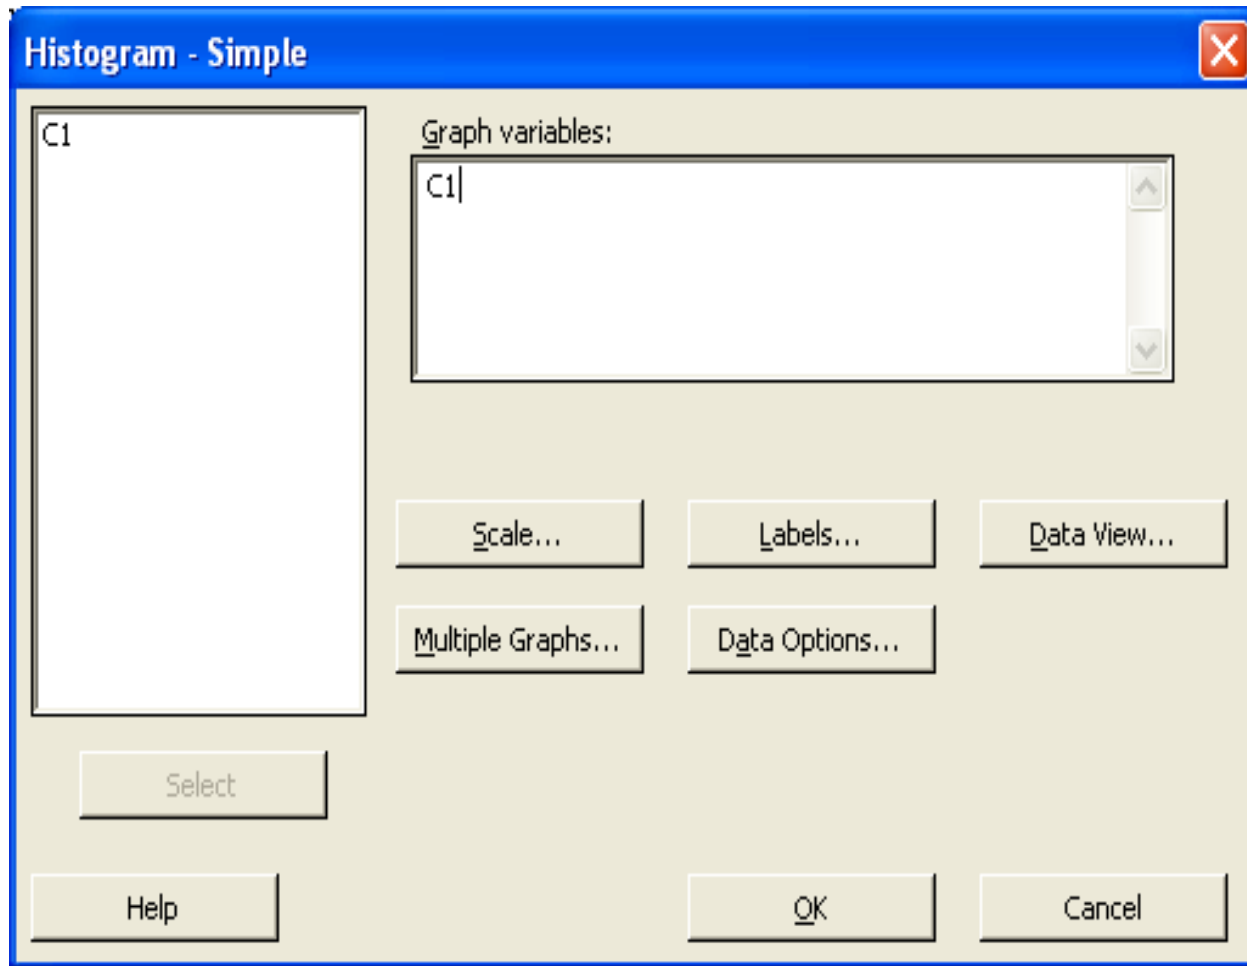 Histogram - Simple
C1
Graph variables:
C1
Scale...
Labels...
Data View...
Multiple Graphs...
Data Options...
Select
Help
OK
Cancel